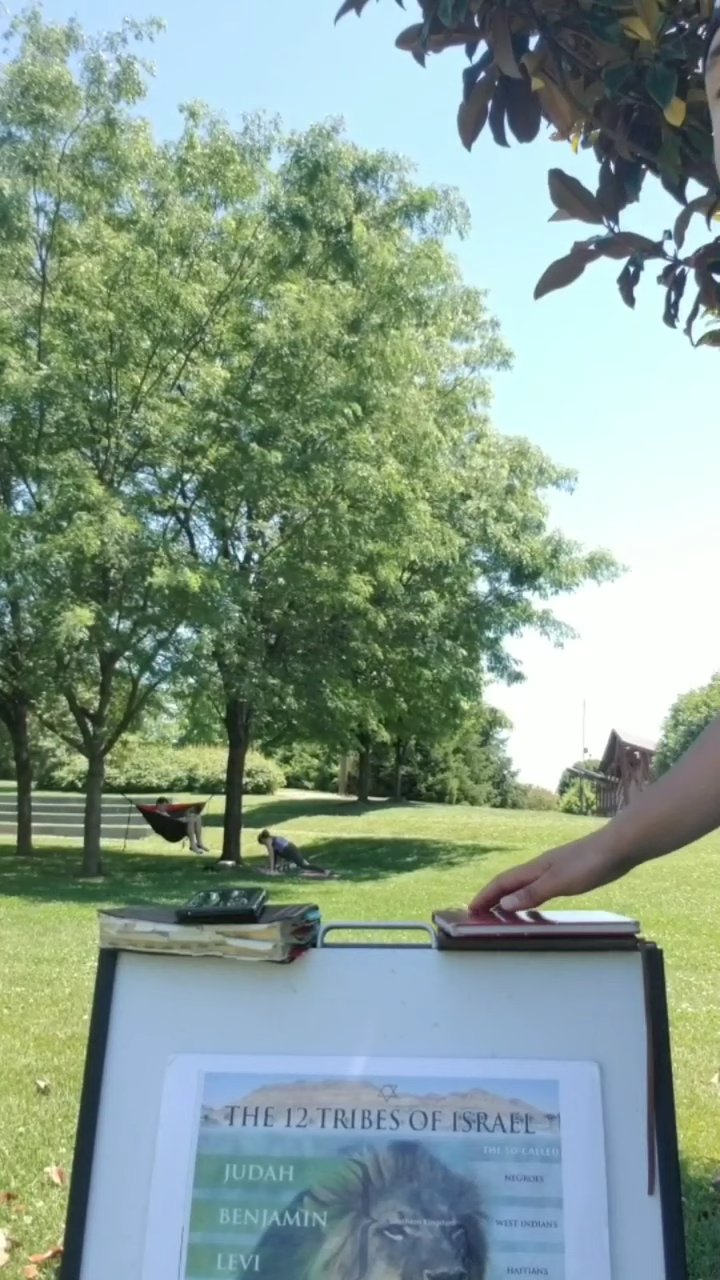 THE 12 TRIBES OF ISRAEL
THE SO CALLED
JUDAH
NEGROES
BENJAMIN
WEST INDIANS
LEVI
HAITIANS